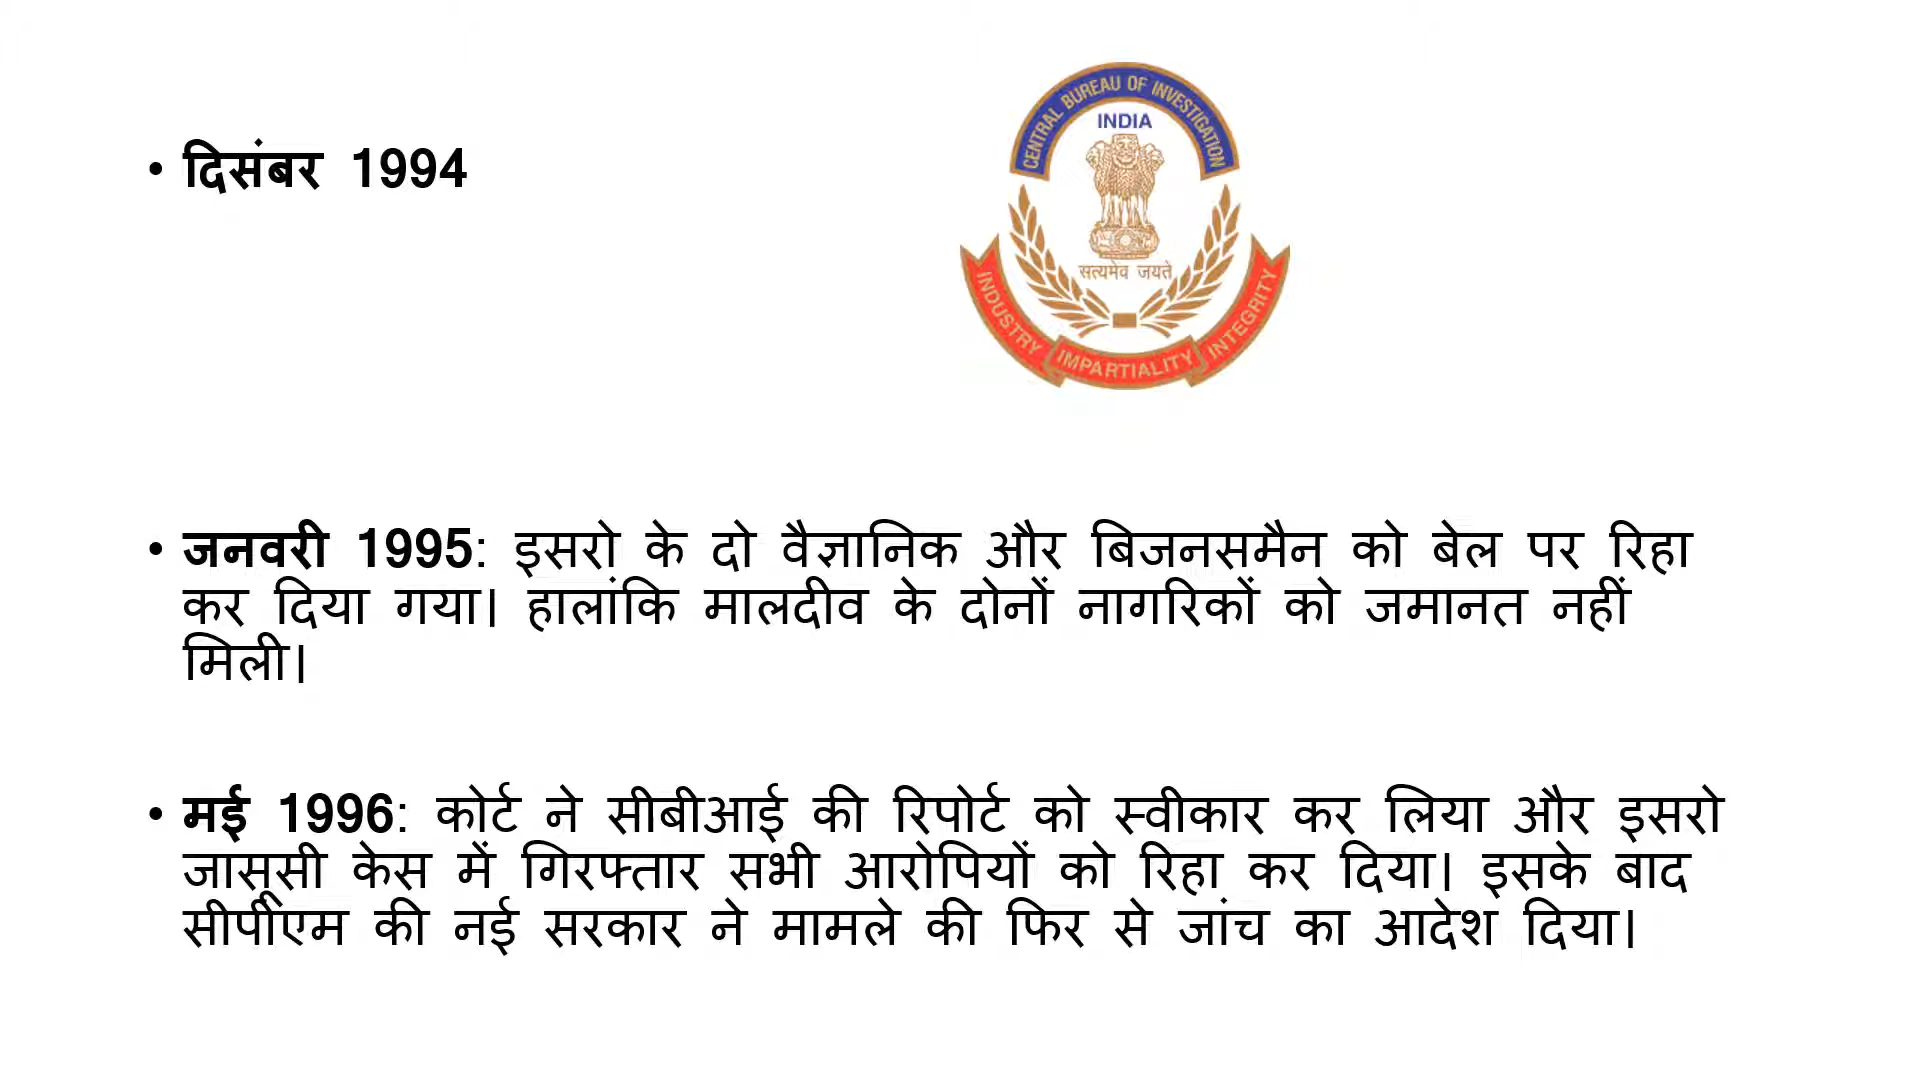 • दिसंबर 1994
CENTRAL BUREAU OF INVESTIGATION
INDIA
सत्यमेव जयते
INDUSTRY IMPARTIALITY INTEGRITY
• जनवरी 1995: इसरो के दो वैज्ञानिक और बिजनसमैन को बेल पर रिहा
कर दिया गया। हालांकि मालदीव के दोनों नागरिकों को जमानत नहीं
मिली।
• मई 1996: कोर्ट ने सीबीआई की रिपोर्ट को स्वीकार कर लिया और इसरो
जासूसी केस में गिरफ्तार सभी आरोपियों को रिहा कर दिया। इसके बाद
सीपीएम की नई सरकार ने मामले की फिर से जांच का आदेश दिया।